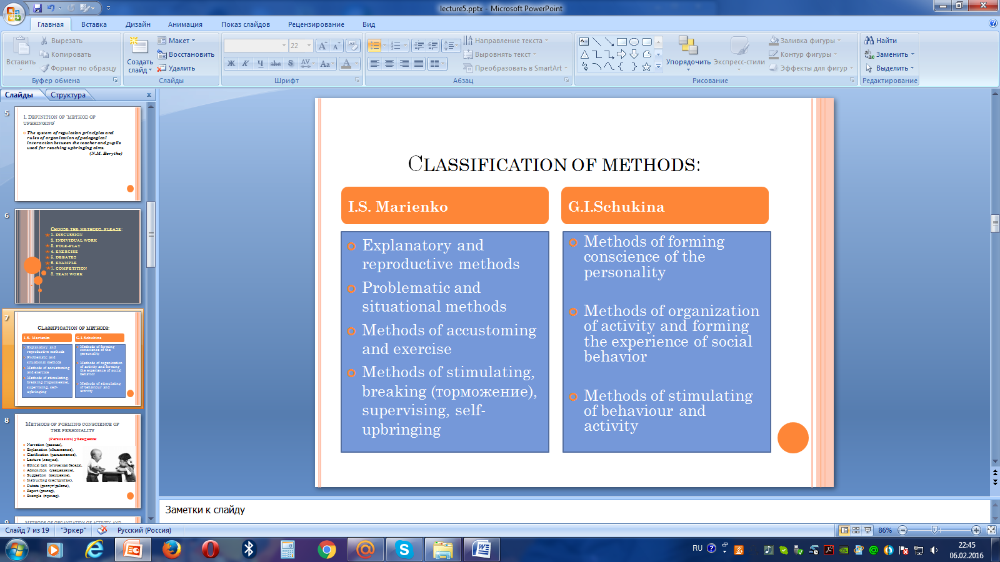 lecture5.pptx - Microsoft PowerPoint
Главная Вставка Дизайн Анимация Показ слайдов Рецензирование Вид
Вставить
Вырезать
Копировать
Формат по образцу
Буфер обмена
Создать слайд
Макет
Восстановить
Удалить
Слайды
22
Ж К Ч abc S AV Aa A
Шрифт
Направление текста
Выровнять текст
Преобразовать в SmartArt
Абзац
Упорядочить
Экспресс-стили
Заливка фигуры
Контур фигуры
Эффекты для фигур
Рисование
Найти
Заменить
Выделить
Редактирование
Слайды Структура x
5
1. Definition of 'method of
upbringing'
The system of regulation principles and
rules of organization of pedagogical
interaction between the teacher and pupils
used for reaching upbringing aims.
(N.M. Borytko)
6
Choose the methods, please:
1. discussion
2. individual work
3. pole-play
4. exercise
5. debates
6. example
7. competition
8. team work
7
Classification of methods:
I.S. Marienko
G.I.Schukina
Explanatory and
reproductive methods
Problematic and
situational methods
Methods of accustoming
and exercise
Methods of stimulating,
breaking (торможение),
supervising, self-
upbringing
Methods of forming
conscience of the
personality
Methods of organization
of activity and forming
the experience of social
behavior
Methods of stimulating
of behaviour and
activity
8
Methods of forming conscience of
the personality
(Persuasion) убеждение:
Narration (рассказ),
Explanation (объяснение),
Clarification (разъяснение),
Lecture (лекция),
Ethical talk (этическая беседа),
Admonition (увещевание),
Suggestion (внушение),
Instructing (инструктаж),
Debate (диспут/дебаты),
Report (доклад),
Example (пример).
9
Methods of organization of activity and
Classification of methods:
I.S. Marienko
Explanatory and
reproductive methods
Problematic and
situational methods
Methods of accustoming
and exercise
Methods of stimulating,
breaking (торможение),
supervising, self-
upbringing
G.I.Schukina
Methods of forming
conscience of the
personality
Methods of organization
of activity and forming
the experience of social
behavior
Methods of stimulating
of behaviour and
activity
Заметки к слайду
Слайд 7 из 19 "Эркер" Русский (Россия) 86%
RU 22:45
06.02.2016